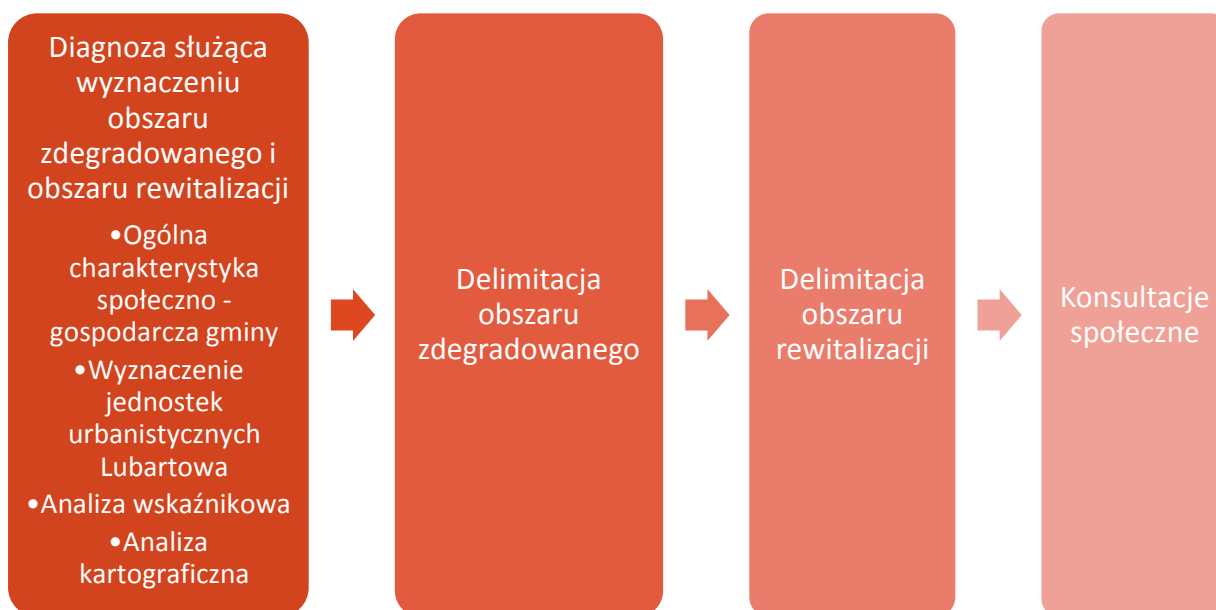 Diagnoza służąca
wyznaczeniu
obszaru
zdegradowanego i
obszaru rewitalizacji
•Ogólna
charakterystyka
społeczno -
gospodarcza gminy
•Wyznaczenie
jednostek
urbanistycznych
Lubartowa
•Analiza wskaźnikowa
•Analiza
kartograficzna
Delimitacja
obszaru
zdegradowanego
Delimitacja
obszaru
rewitalizacji
Konsultacje
społeczne